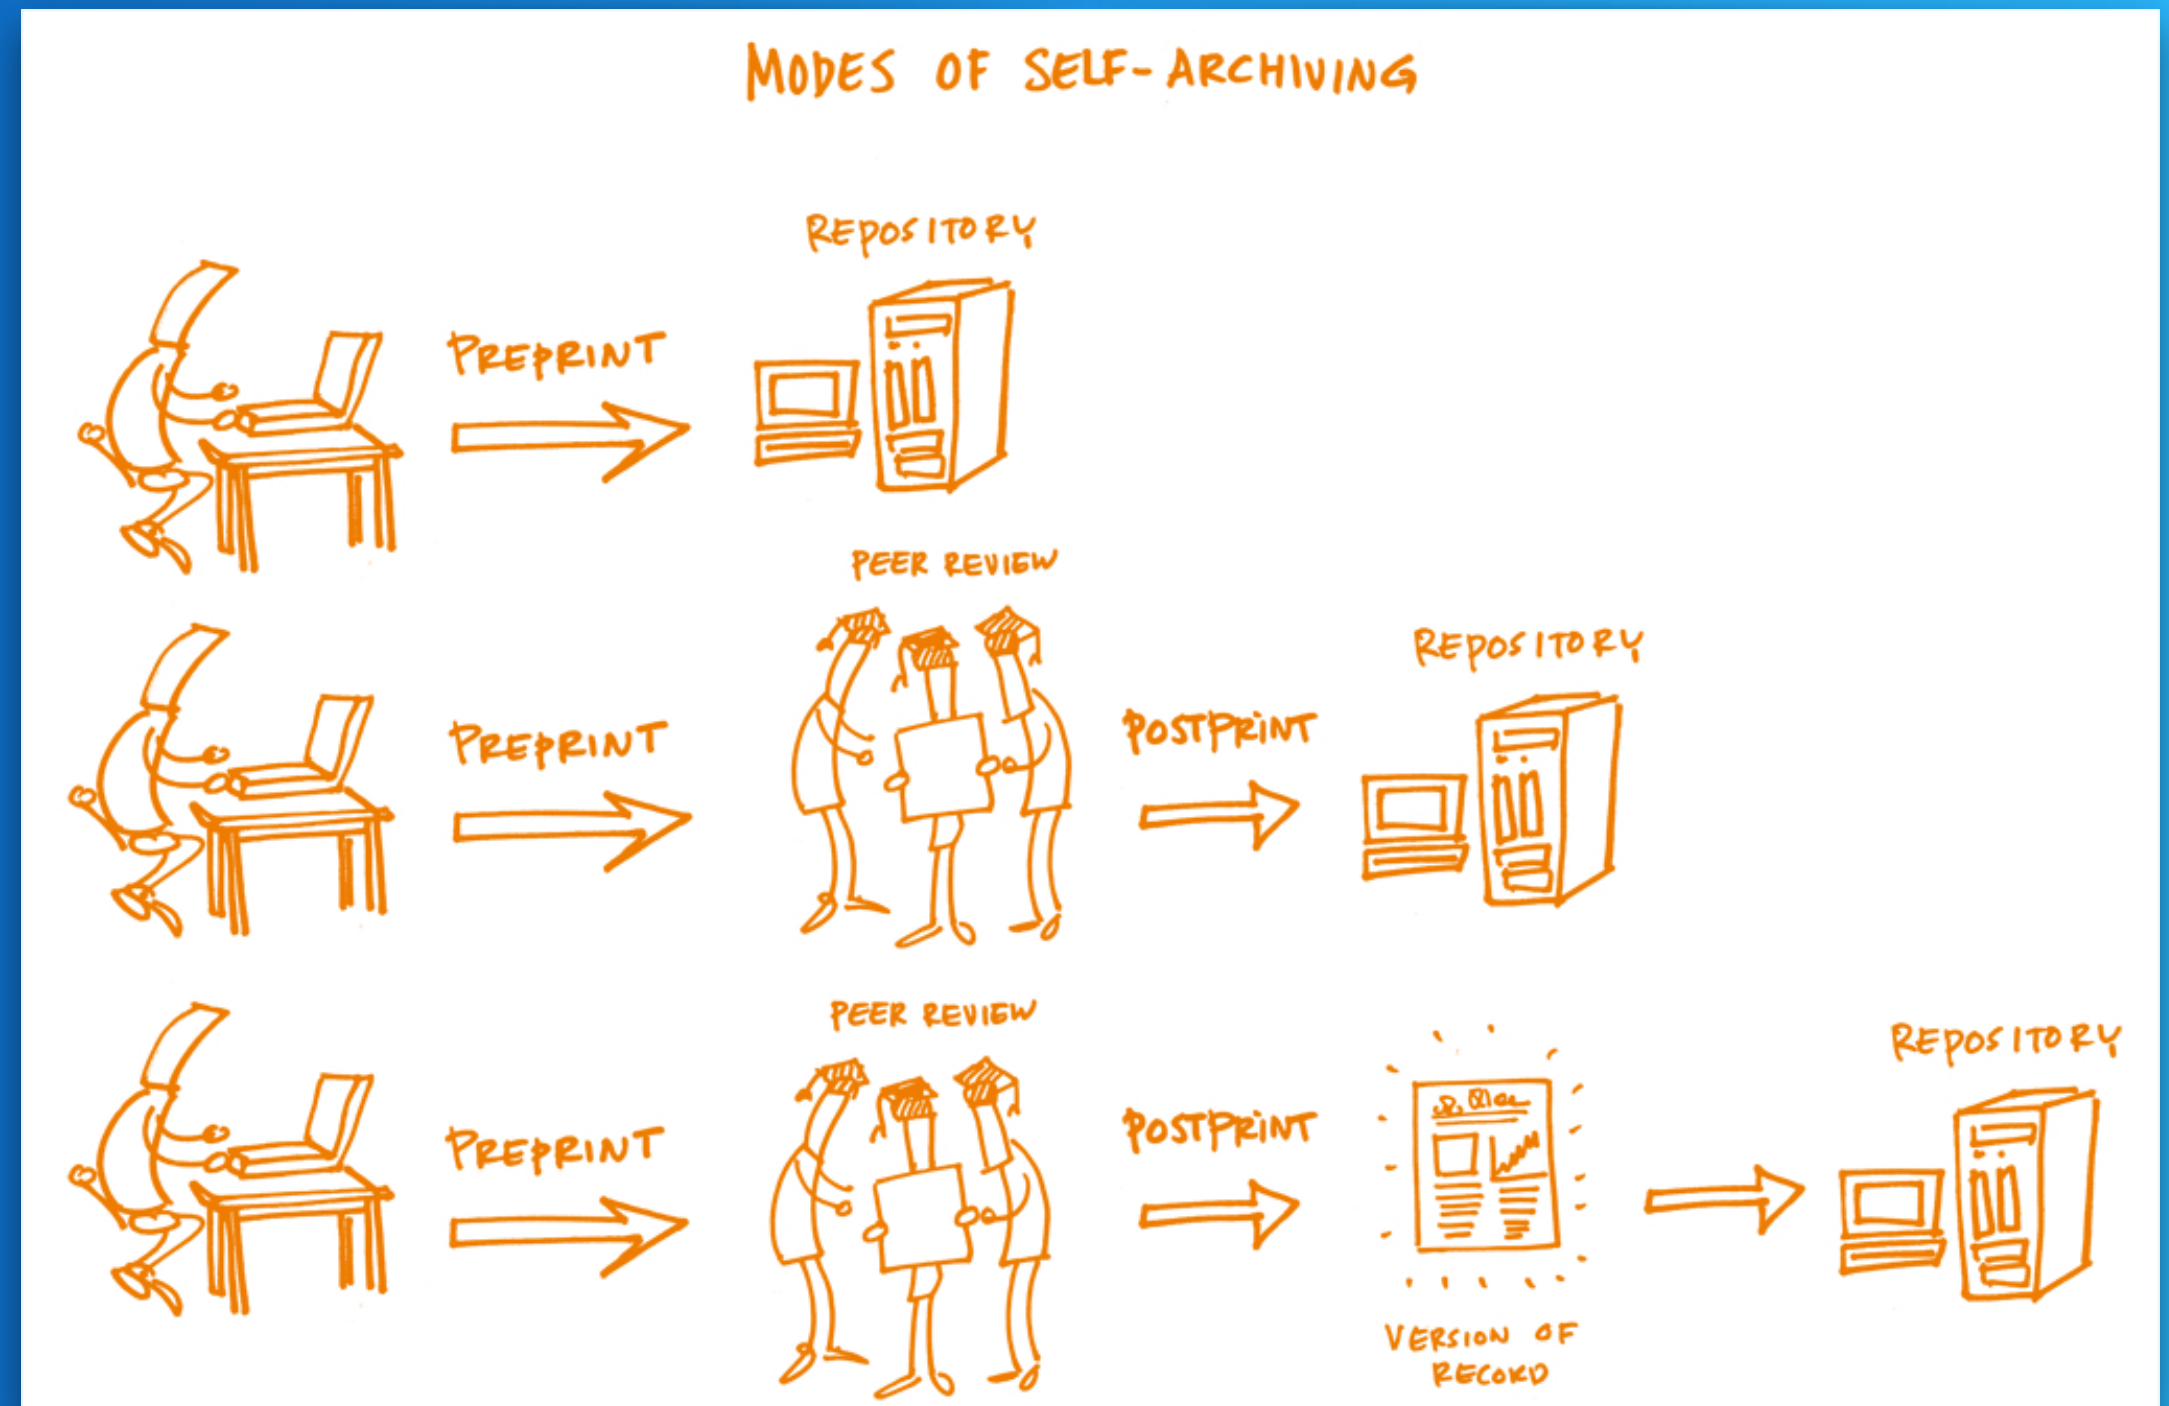 MODES OF SELF-ARCHIVING
REPOSITORY
PREPRINT
PEER REVIEW
REPOSITORY
PREPRINT
POSTPRINT
PEER REVIEW
REPOSITORY
PREPRINT
POSTPRINT
VERSION OF
RECORD